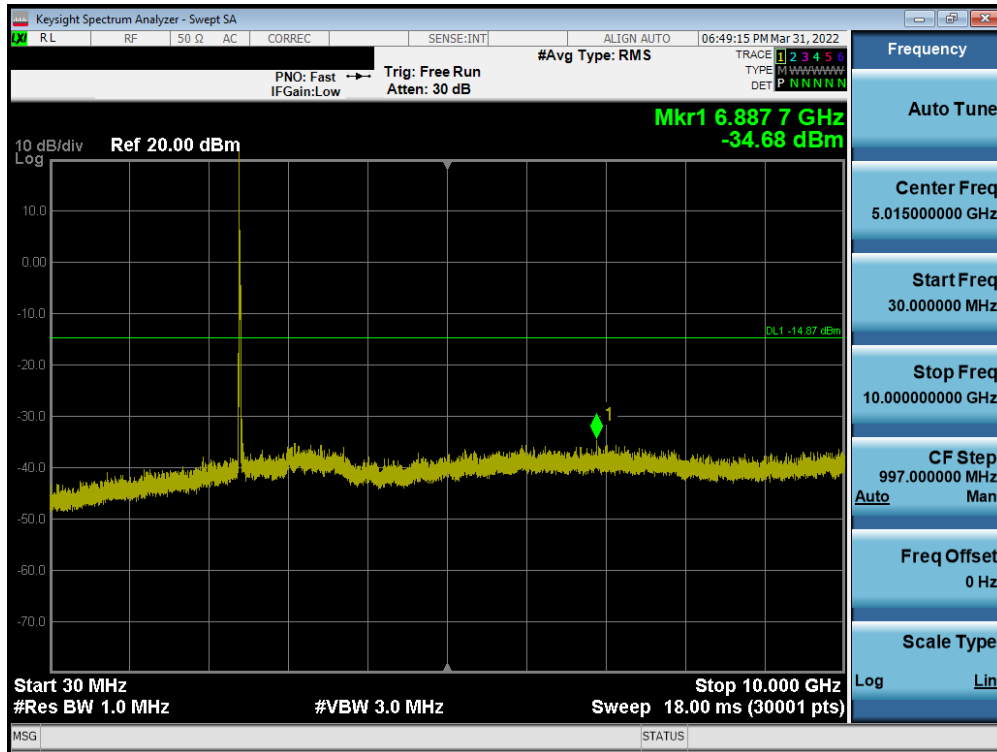 Keysight Spectrum Analyzer - Swept SA
LXI RL RF 50 Ω AC CORREC SENSE:INT ALIGN AUTO 06:49:15 PM Mar 31, 2022
#Avg Type: RMS
TRACE 1 2 3 4 5 6
TYPE M W W W W W
DET P N N N N N
PNO: Fast Trig: Free Run
IFGain:Low Atten: 30 dB
Mkr1 6.887 7 GHz
-34.68 dBm
10 dB/div Ref 20.00 dBm
Log
10.0
0.00
-10.0
DL1 -14.87 dBm
-20.0
-30.0
1
-40.0
-50.0
-60.0
-70.0
Start 30 MHz Stop 10.000 GHz
#Res BW 1.0 MHz #VBW 3.0 MHz Sweep 18.00 ms (30001 pts)
MSG STATUS
Frequency
Auto Tune
Center Freq
5.015000000 GHz
Start Freq
30.000000 MHz
Stop Freq
10.000000000 GHz
CF Step
997.000000 MHz
Auto Man
Freq Offset
0 Hz
Scale Type
Log Lin